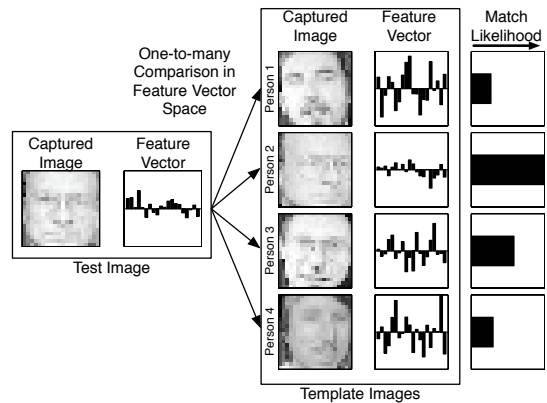 One-to-many
Comparison in
Feature Vector
Space
Captured
Image
Feature
Vector
Test Image
Captured
Image
Feature
Vector
Match
Likelihood
Person 1
Person 2
Person 3
Person 4
Template Images